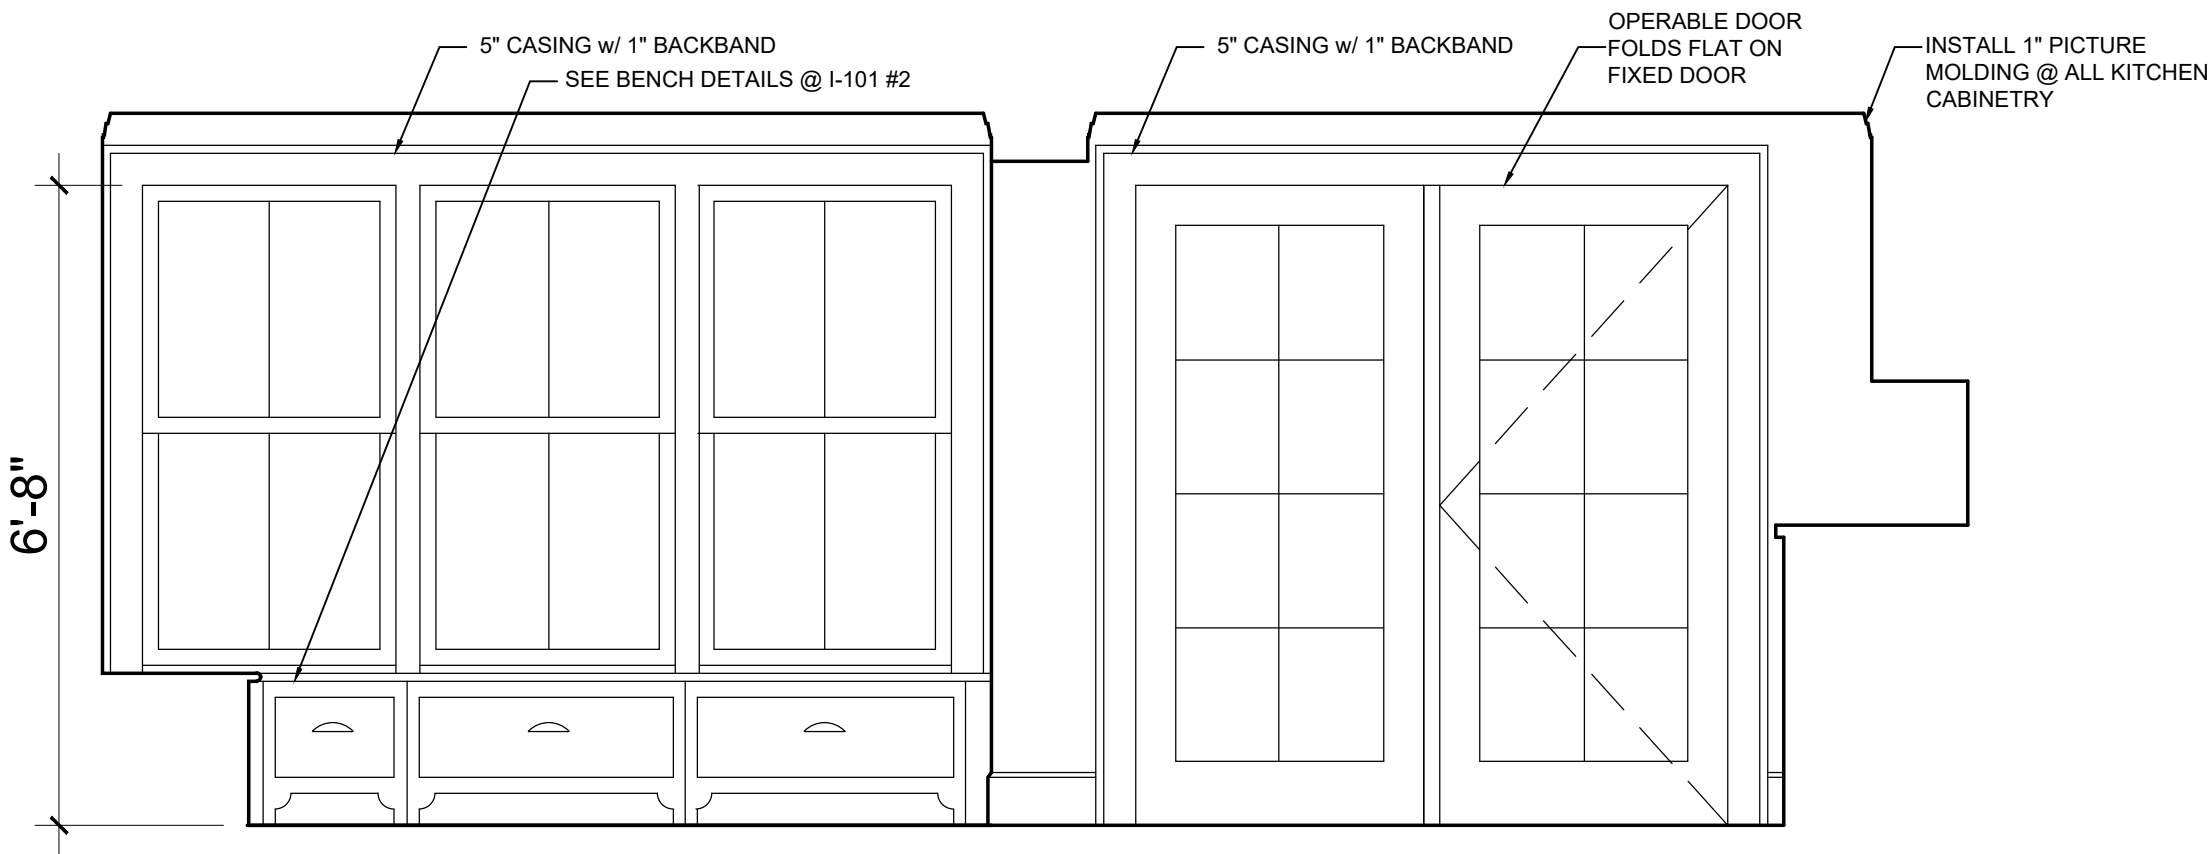 5" CASING w/ 1" BACKBAND
SEE BENCH DETAILS @ I-101 #2
5" CASING w/ 1" BACKBAND
OPERABLE DOOR
FOLDS FLAT ON
FIXED DOOR
INSTALL 1" PICTURE
MOLDING @ ALL KITCHEN
CABINETRY
6'-8"